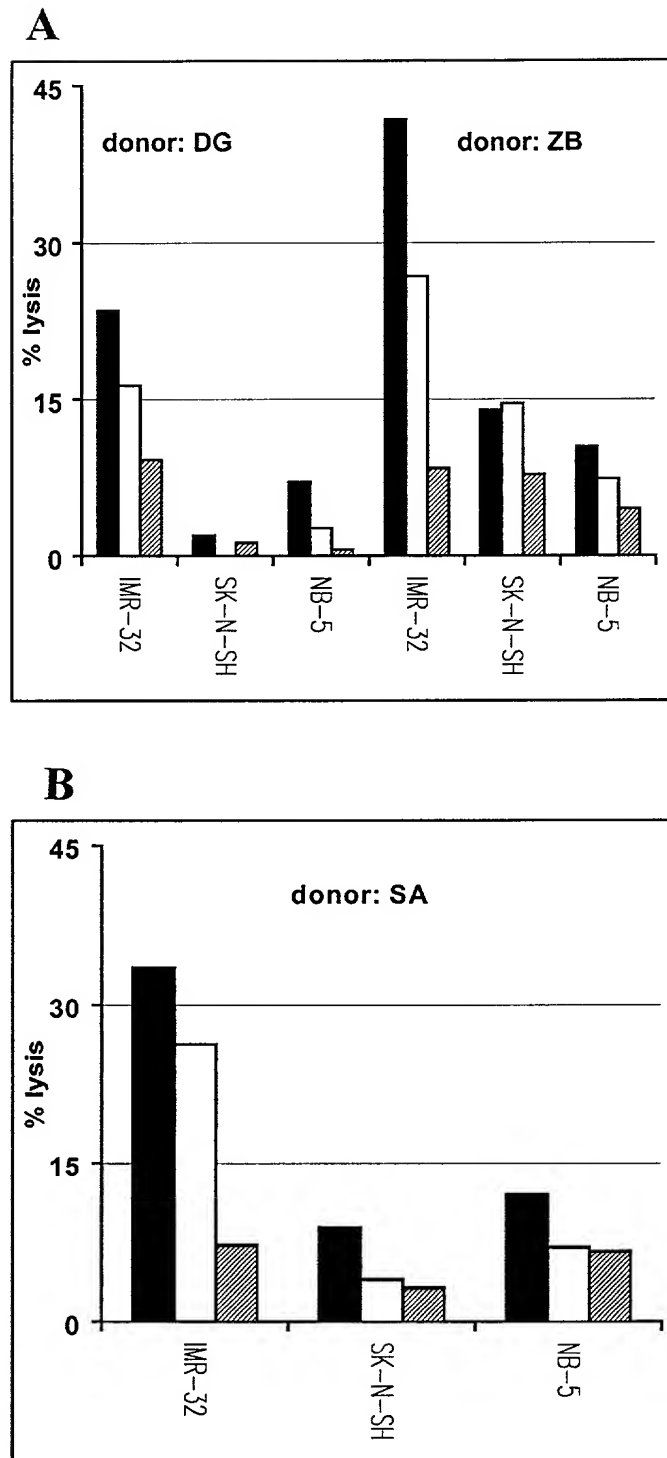 A
45
donor: DG donor: ZB
30
% lysis
15
0
IMR-32 SK-N-SH NB-5 IMR-32 SK-N-SH NB-5
B
45
donor: SA
30
% lysis
15
0
IMR-32 SK-N-SH NB-5